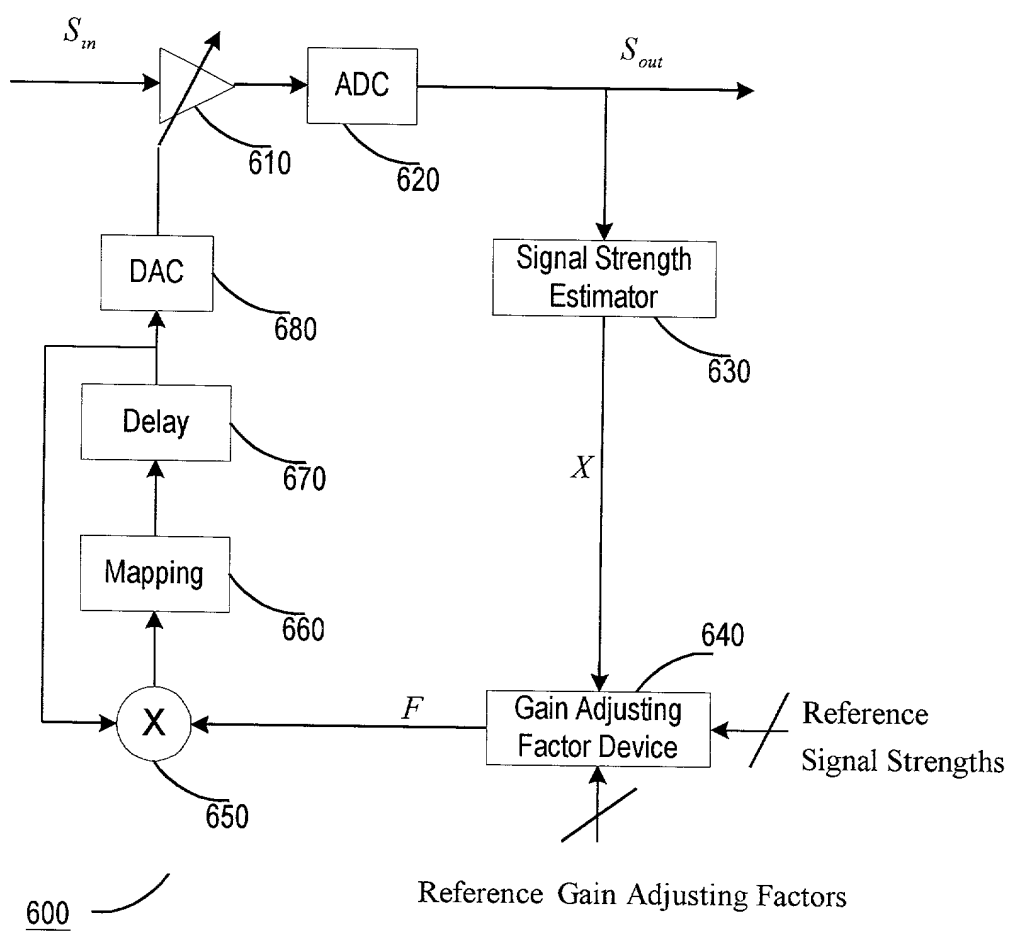 S_in
S_out
ADC
610
620
DAC
680
Signal Strength
Estimator
630
Delay
670
X
Mapping
660
640
F
X
650
Gain Adjusting
Factor Device
Reference
Signal Strengths
Reference Gain Adjusting Factors
600